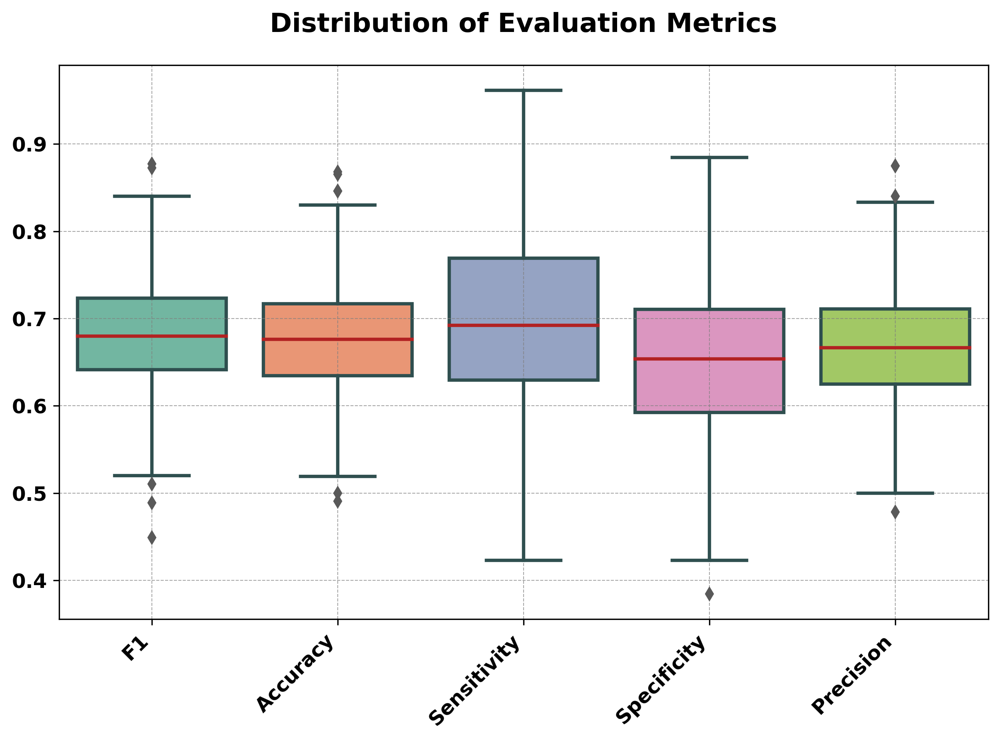 Distribution of Evaluation Metrics
0.9
0.8
0.7
0.6
0.5
0.4
F1
Accuracy
Sensitivity
Specificity
Precision